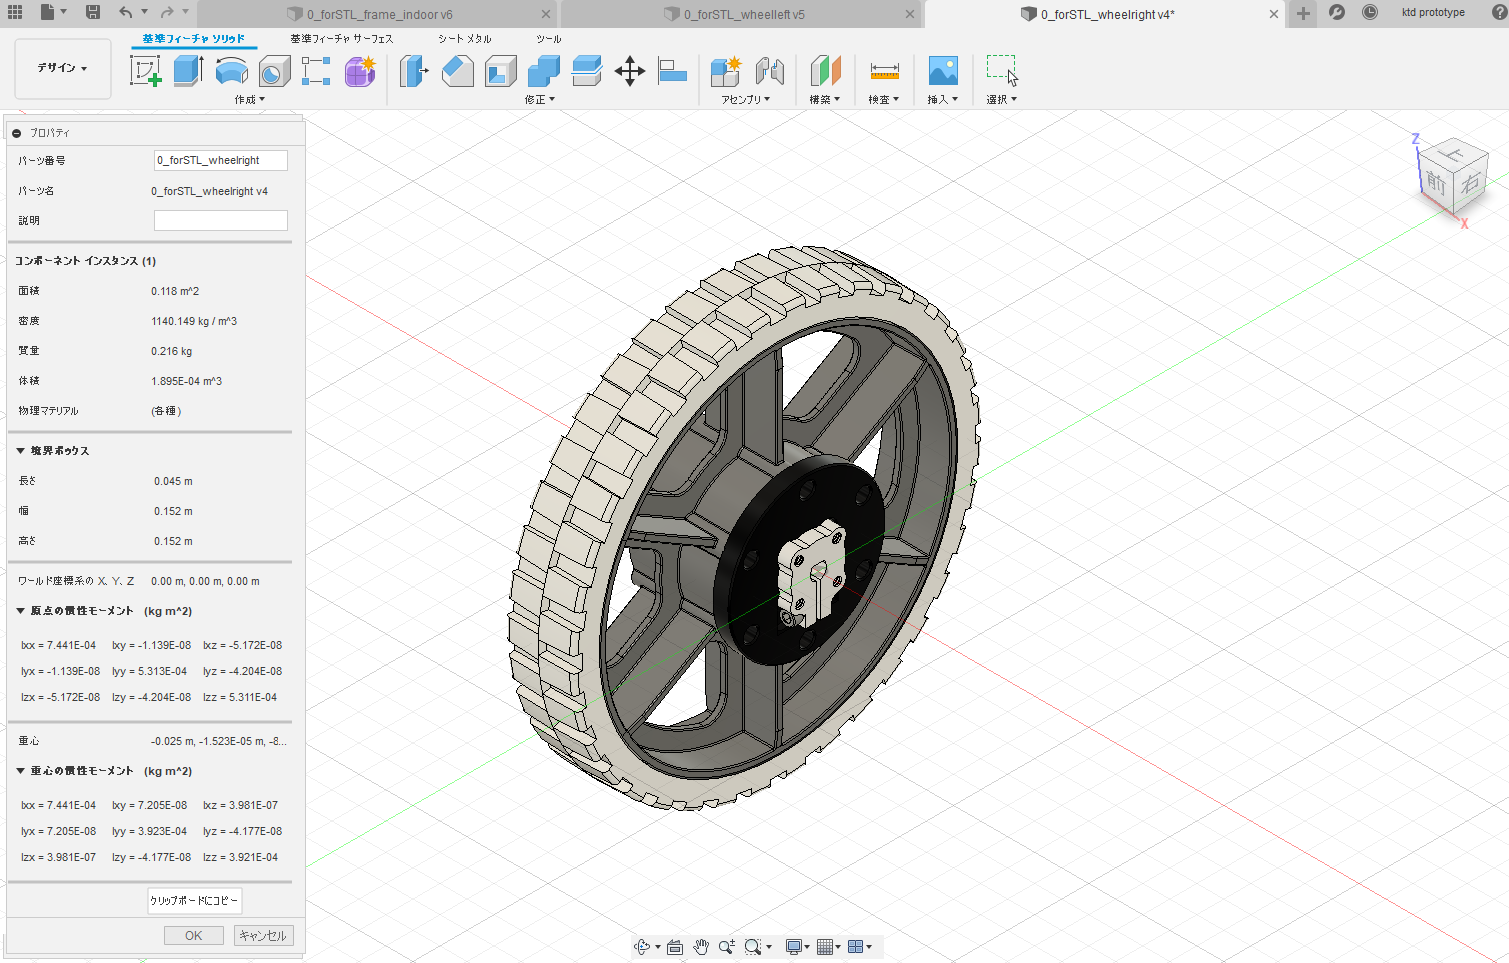 0_forSTL_frame_indoor v6
0_forSTL_wheelleft v5
0_forSTL_wheelright v4*
ktd prototype
基準フィーチャ ソリッド
基準フィーチャ サーフェス
シート メタル
ツール
デザイン
作成
修正
アセンブリ
構築
検査
挿入
選択
プロパティ
パーツ番号 0_forSTL_wheelright
パーツ名 0_forSTL_wheelright v4
説明
コンポーネント インスタンス (1)
面積 0.118 m^2
密度 1140.149 kg / m^3
質量 0.216 kg
体積 1.895E-04 m^3
物理マテリアル (各種)
境界ボックス
長さ 0.045 m
幅 0.152 m
高さ 0.152 m
ワールド座標系の X, Y, Z 0.00 m, 0.00 m, 0.00 m
原点の慣性モーメント (kg m^2)
Ixx = 7.441E-04 Ixy = -1.139E-08 Ixz = -5.172E-08
Iyx = -1.139E-08 Iyy = 5.313E-04 Iyz = -4.204E-08
Izx = -5.172E-08 Izy = -4.204E-08 Izz = 5.311E-04
重心 -0.025 m, -1.523E-05 m, -8...
重心の慣性モーメント (kg m^2)
Ixx = 7.441E-04 Ixy = 7.205E-08 Ixz = 3.981E-07
Iyx = 7.205E-08 Iyy = 3.923E-04 Iyz = -4.177E-08
Izx = 3.981E-07 Izy = -4.177E-08 Izz = 3.921E-04
クリップボードにコピー
OK キャンセル
Z
上
前 右
X